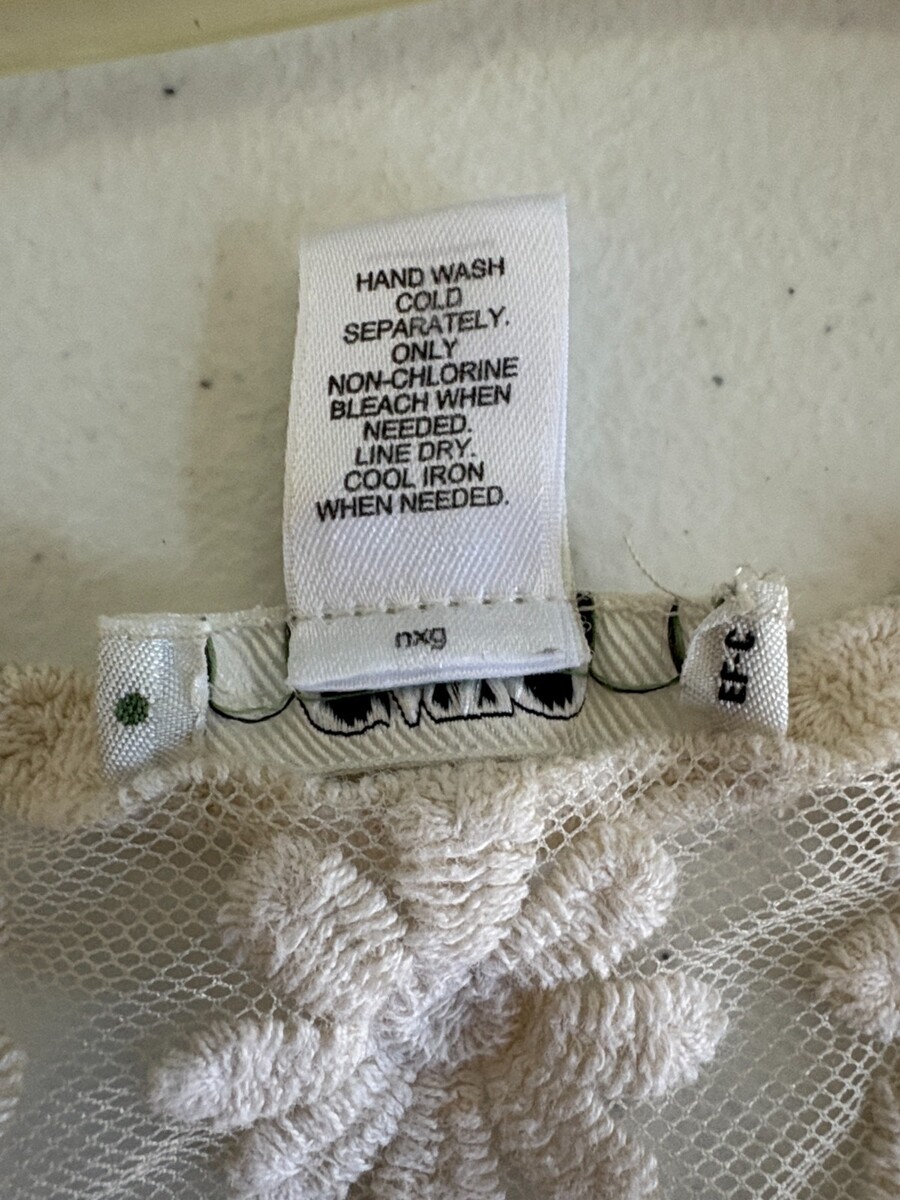 HAND WASH
COLD
SEPARATELY.
ONLY
NON-CHLORINE
BLEACH WHEN
NEEDED.
LINE DRY.
COOL IRON
WHEN NEEDED.
nxg